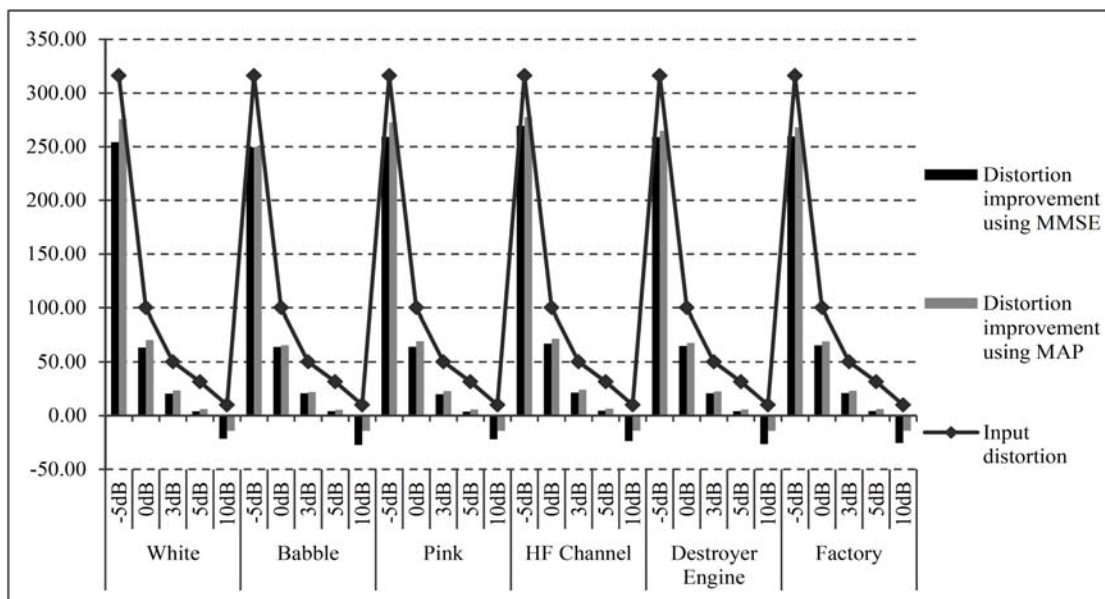 350.00
300.00
250.00
200.00
150.00
100.00
50.00
0.00
-50.00
-5dB
0dB
3dB
5dB
10dB
-5dB
0dB
3dB
5dB
10dB
-5dB
0dB
3dB
5dB
10dB
-5dB
0dB
3dB
5dB
10dB
-5dB
0dB
3dB
5dB
10dB
-5dB
0dB
3dB
5dB
10dB
White
Babble
Pink
HF Channel
Destroyer
Engine
Factory
Distortion
improvement
using MMSE
Distortion
improvement
using MAP
Input
distortion